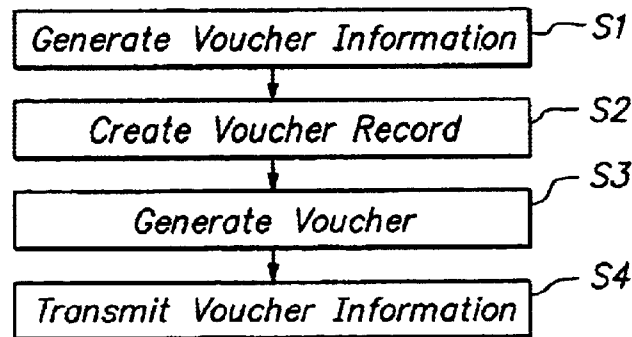 Generate Voucher Information S1
Create Voucher Record S2
Generate Voucher S3
Transmit Voucher Information S4